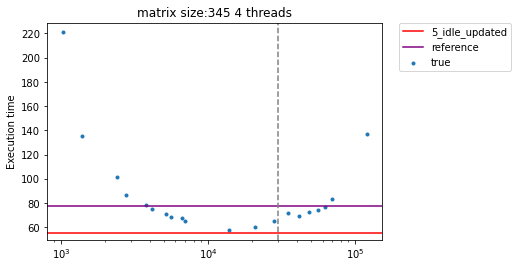 matrix size:345 4 threads
5_idle_updated
reference
true
Execution time
220
200
180
160
140
120
100
80
60
10³
10⁴
10⁵